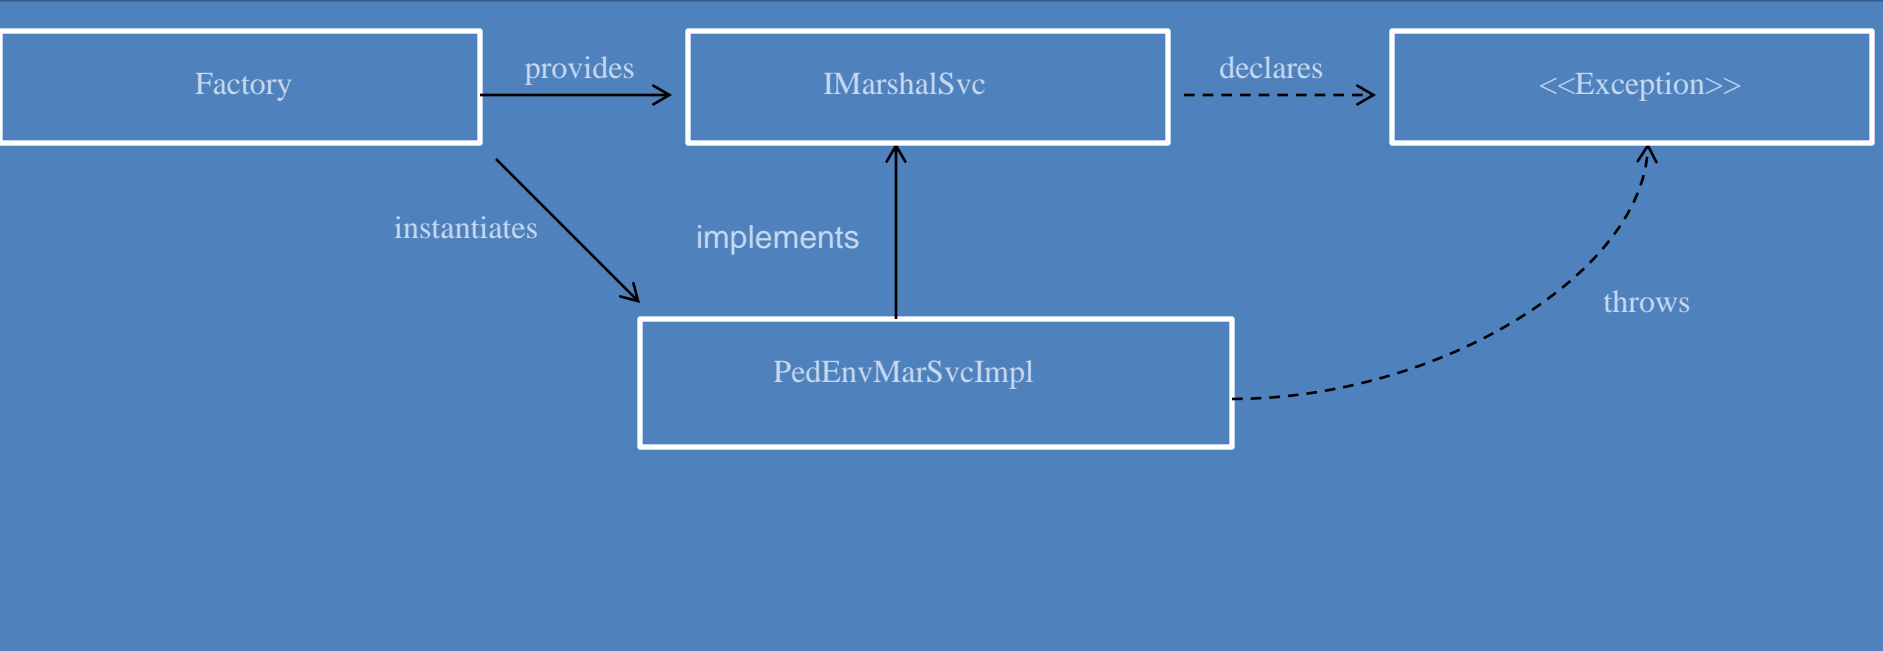 Factory
provides
IMarshalSvc
declares
<<Exception>>
instantiates
implements
throws
PedEnvMarSvcImpl